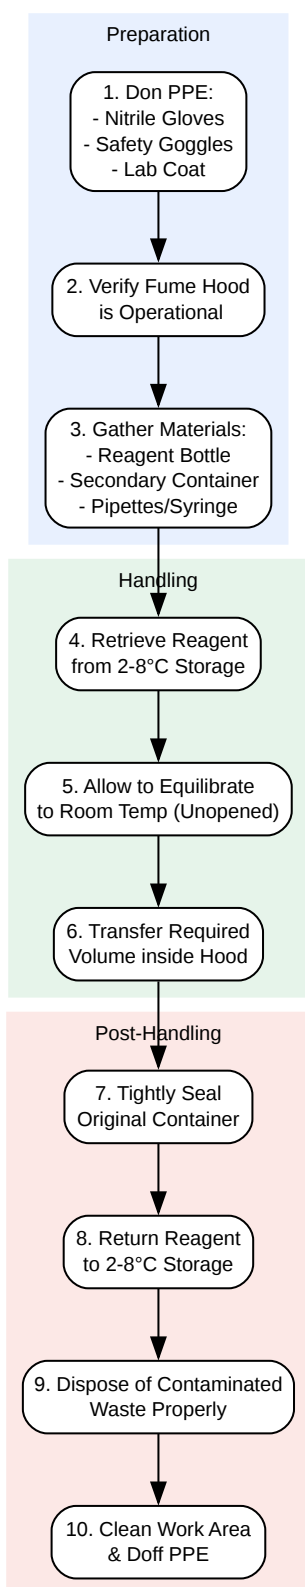 Preparation
1. Don PPE:
- Nitrile Gloves
- Safety Goggles
- Lab Coat
2. Verify Fume Hood
is Operational
3. Gather Materials:
- Reagent Bottle
- Secondary Container
- Pipettes/Syringe
Handling
4. Retrieve Reagent
from 2-8°C Storage
5. Allow to Equilibrate
to Room Temp (Unopened)
6. Transfer Required
Volume inside Hood
Post-Handling
7. Tightly Seal
Original Container
8. Return Reagent
to 2-8°C Storage
9. Dispose of Contaminated
Waste Properly
10. Clean Work Area
& Doff PPE